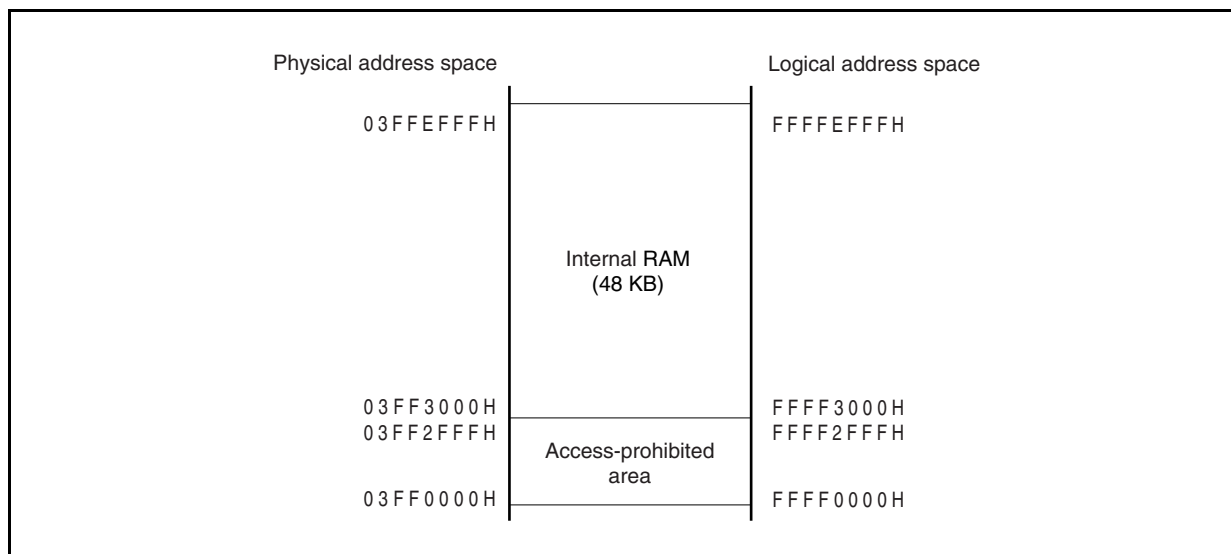 Physical address space
Logical address space
03FFEFFFH
FFFFEFFFH
Internal RAM
(48 KB)
03FF3000H
FFFF3000H
03FF2FFFH
FFFF2FFFH
Access-prohibited
area
03FF0000H
FFFF0000H